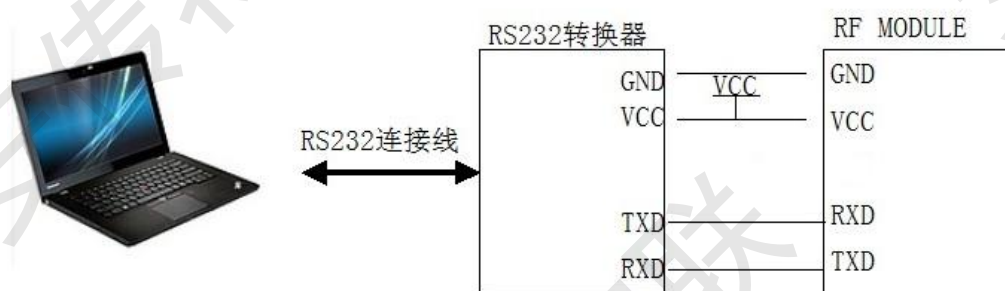 RS232转换器
RF MODULE
GND
VCC
GND
VCC
VCC
RS232连接线
TXD
RXD
RXD
TXD